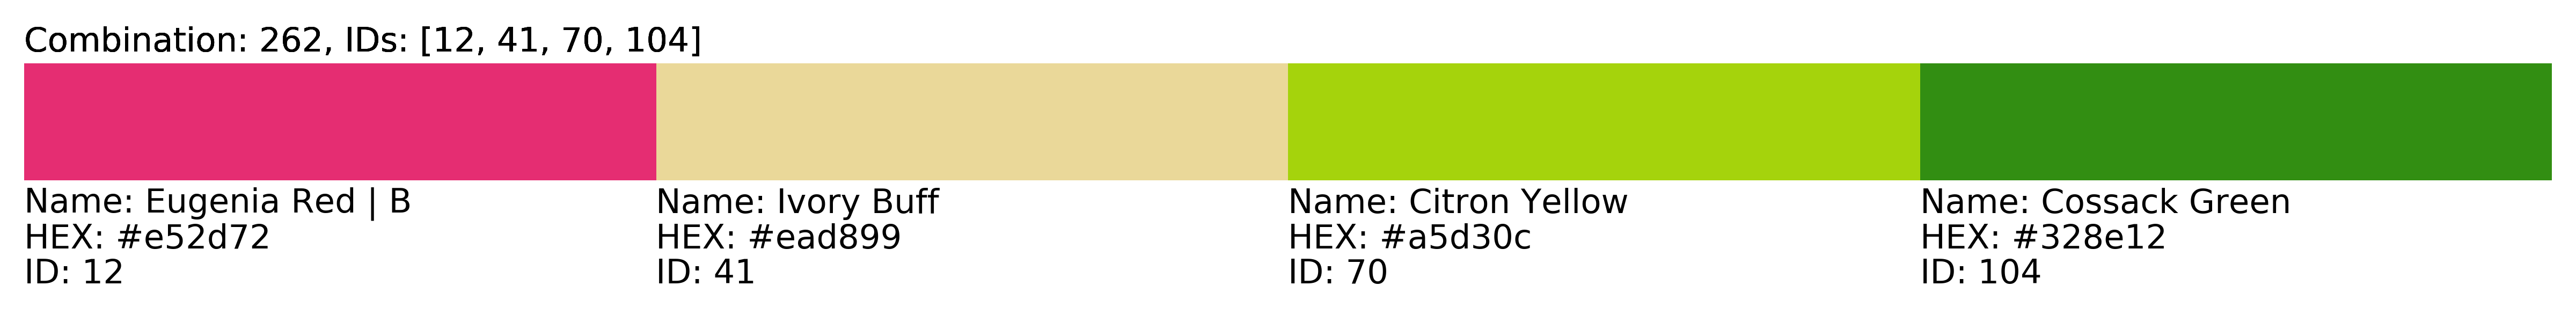 Combination: 262, IDs: [12, 41, 70, 104]
Name: Eugenia Red | B
HEX: #e52d72
ID: 12
Name: Ivory Buff
HEX: #ead899
ID: 41
Name: Citron Yellow
HEX: #a5d30c
ID: 70
Name: Cossack Green
HEX: #328e12
ID: 104